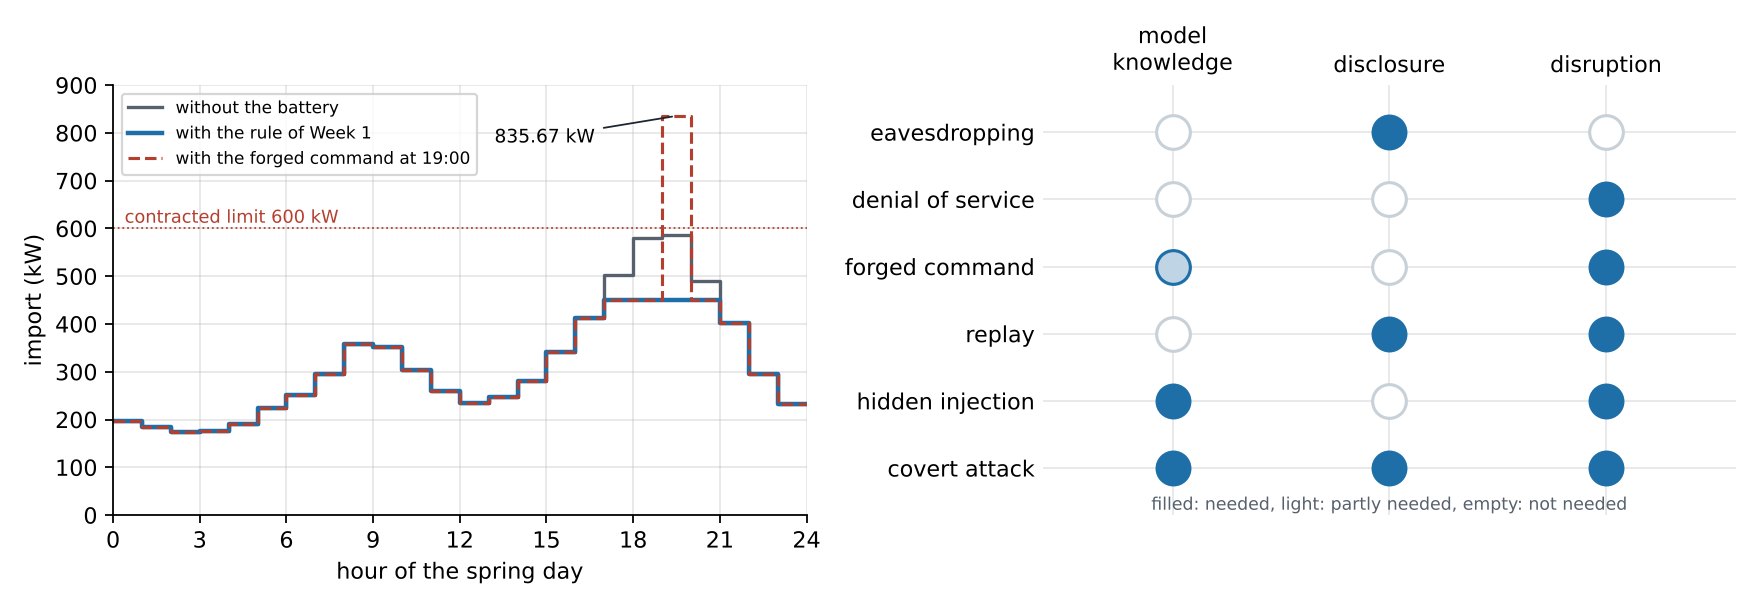 900
800
700
600
500
400
300
200
100
0
import (kW)
without the battery
with the rule of Week 1
with the forged command at 19:00
835.67 kW
contracted limit 600 kW
0 3 6 9 12 15 18 21 24
hour of the spring day
model
knowledge
disclosure
disruption
eavesdropping
denial of service
forged command
replay
hidden injection
covert attack
filled: needed, light: partly needed, empty: not needed